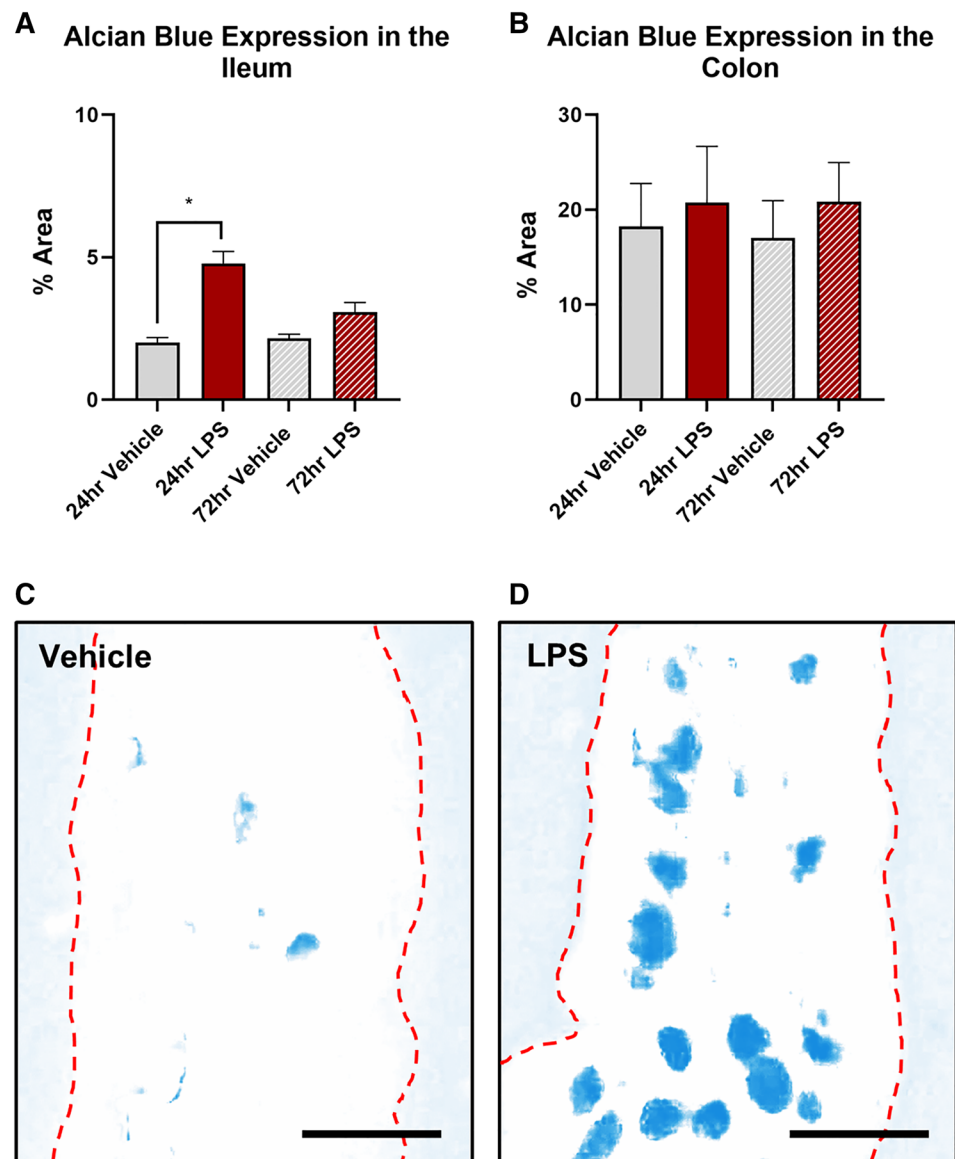 A
Alcian Blue Expression in the
Ileum
10
5
0
% Area
*
24hr Vehicle
24hr LPS
72hr Vehicle
72hr LPS
B
Alcian Blue Expression in the
Colon
30
20
10
0
% Area
24hr Vehicle
24hr LPS
72hr Vehicle
72hr LPS
C
Vehicle
D
LPS